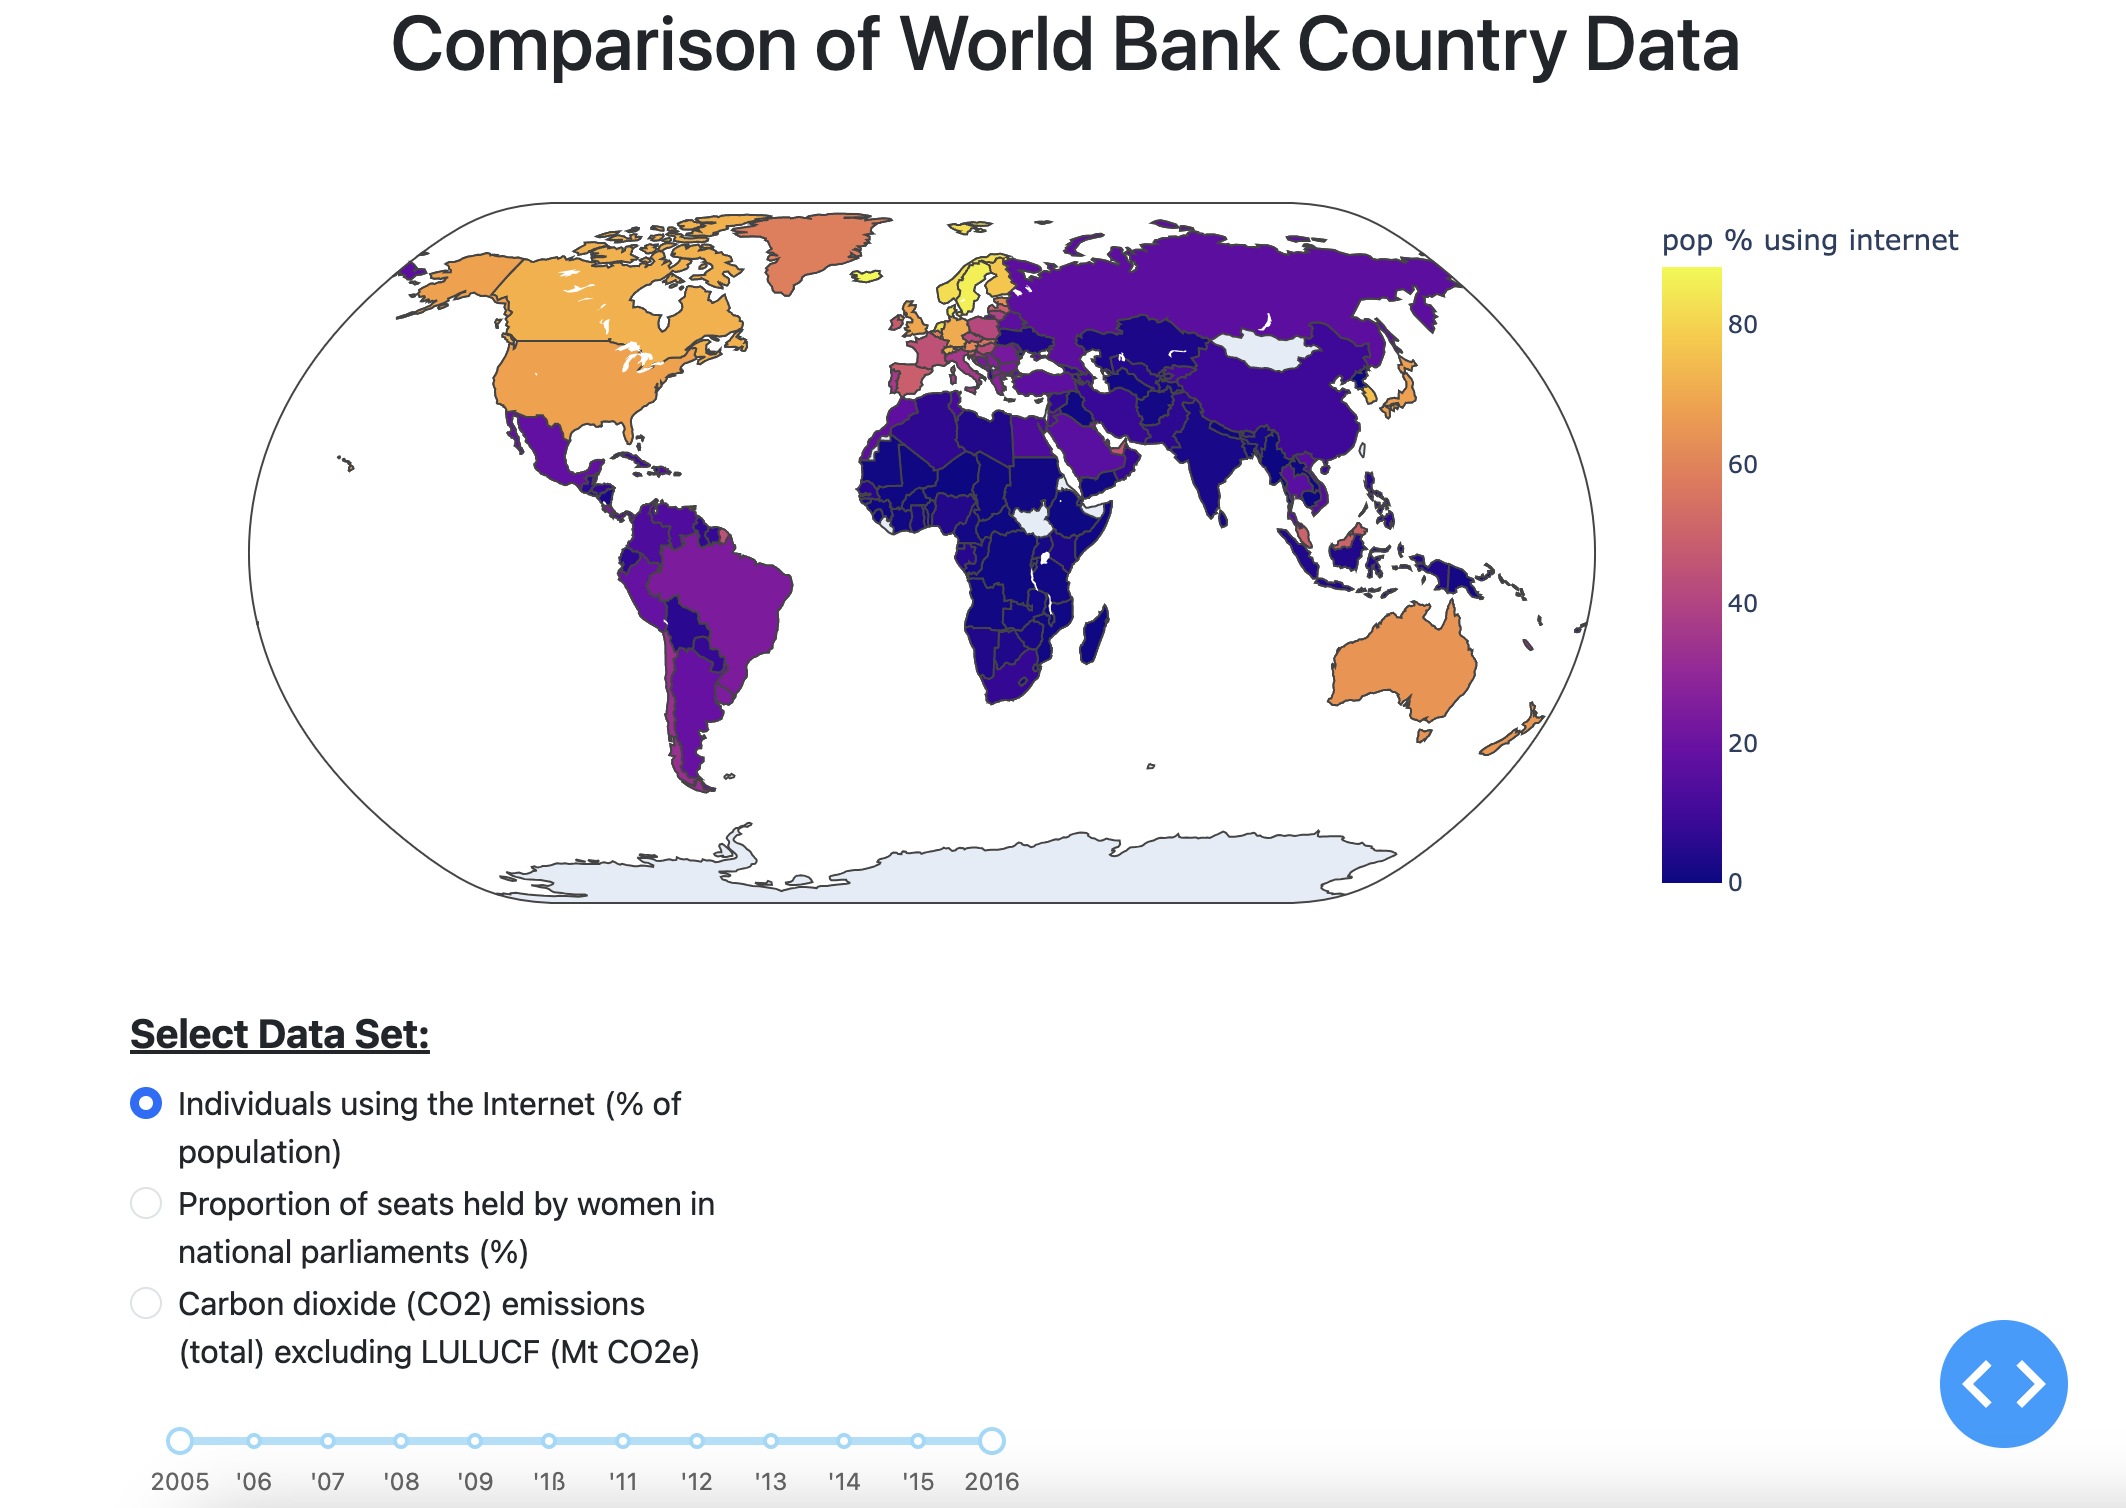 Comparison of World Bank Country Data
pop % using internet
80
60
40
20
0
Select Data Set:
Individuals using the Internet (% of
population)
Proportion of seats held by women in
national parliaments (%)
Carbon dioxide (CO2) emissions
(total) excluding LULUCF (Mt CO2e)
2005 '06 '07 '08 '09 '1ß '11 '12 '13 '14 '15 2016